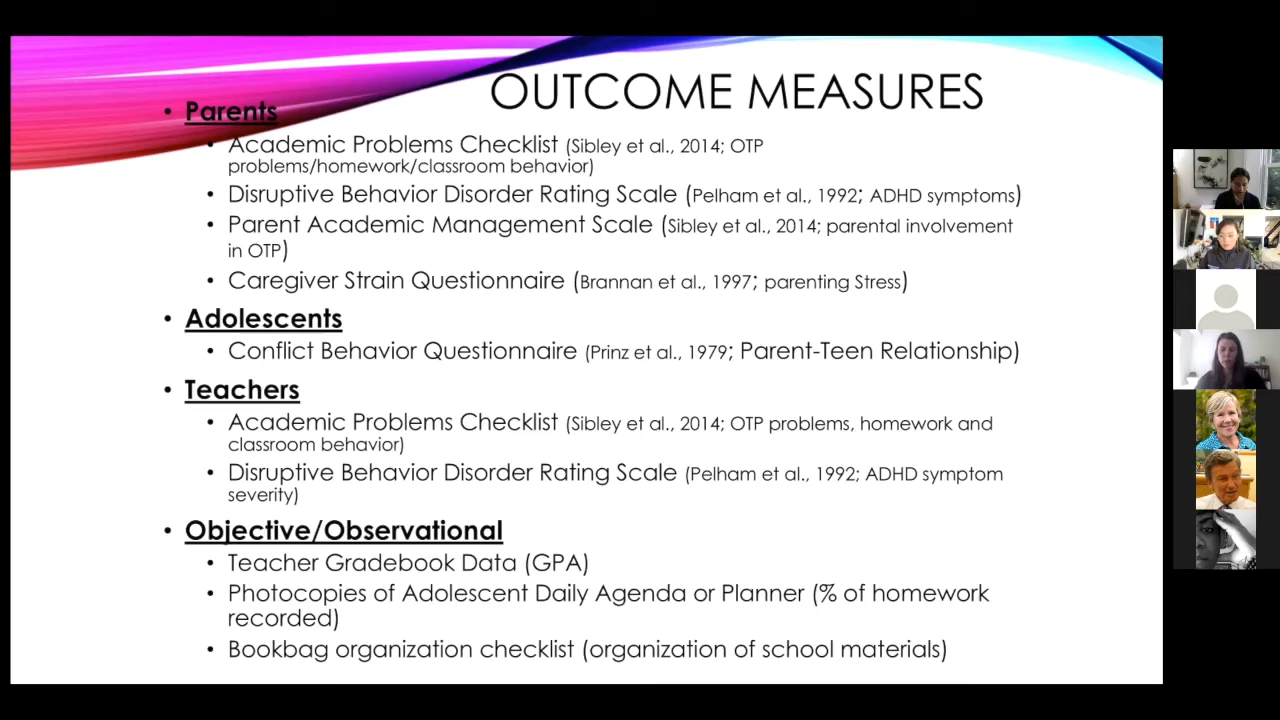 OUTCOME MEASURES
• Parents
• Academic Problems Checklist (Sibley et al., 2014; OTP
problems/homework/classroom behavior)
• Disruptive Behavior Disorder Rating Scale (Pelham et al., 1992; ADHD symptoms)
• Parent Academic Management Scale (Sibley et al., 2014; parental involvement
in OTP)
• Caregiver Strain Questionnaire (Brannan et al., 1997; parenting Stress)
• Adolescents
• Conflict Behavior Questionnaire (Prinz et al., 1979; Parent-Teen Relationship)
• Teachers
• Academic Problems Checklist (Sibley et al., 2014; OTP problems, homework and
classroom behavior)
• Disruptive Behavior Disorder Rating Scale (Pelham et al., 1992; ADHD symptom
severity)
• Objective/Observational
• Teacher Gradebook Data (GPA)
• Photocopies of Adolescent Daily Agenda or Planner (% of homework
recorded)
• Bookbag organization checklist (organization of school materials)